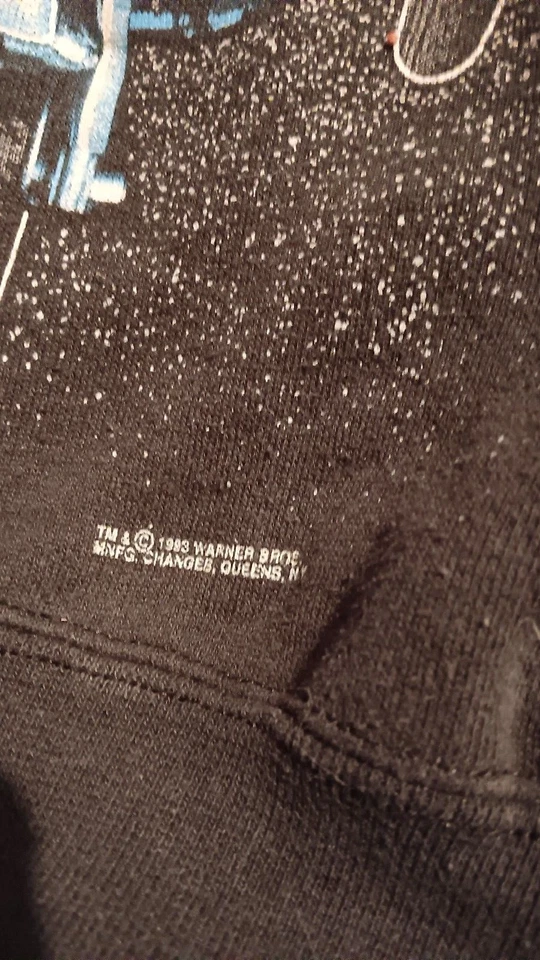 TM & © 1993 WARNER BROS.
MNFG. CHANGES, QUEENS, NY